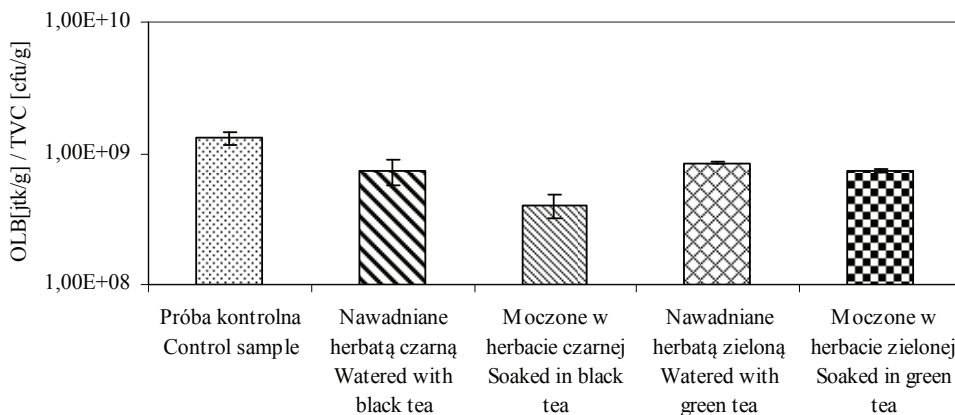 OLB[jtk/g] / TVC [cfu/g]
1,00E+10
1,00E+09
1,00E+08
Próba kontrolna
Control sample
Nawadniane
herbatą czarną
Watered with
black tea
Moczone w
herbacie czarnej
Soaked in black
tea
Nawadniane
herbatą zieloną
Watered with
green tea
Moczone w
herbacie zielonej
Soaked in green
tea